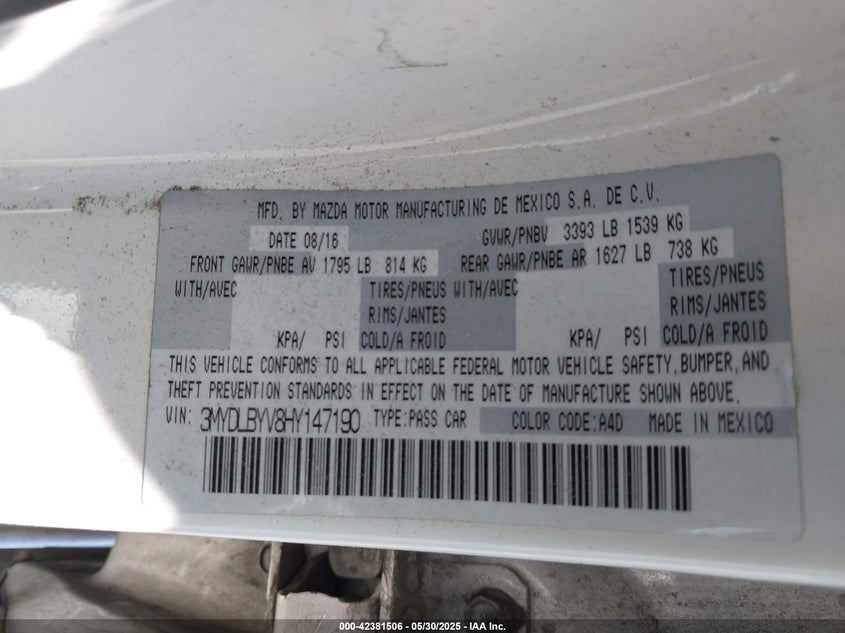 MFD. BY MAZDA MOTOR MANUFACTURING DE MEXICO S.A. DE C.V.
DATE 08/16 GVWR/PNBV 3393 LB 1539 KG
FRONT GAWR/PNBE AV 1795 LB 814 KG REAR GAWR/PNBE AR 1627 LB 738 KG
WITH/AVEC TIRES/PNEUS WITH/AVEC TIRES/PNEUS
RIMS/JANTES RIMS/JANTES
KPA/ PSI COLD/A FROID KPA/ PSI COLD/A FROID
THIS VEHICLE CONFORMS TO ALL APPLICABLE FEDERAL MOTOR VEHICLE SAFETY, BUMPER, AND
THEFT PREVENTION STANDARDS IN EFFECT ON THE DATE OF MANUFACTURE SHOWN ABOVE.
VIN: 3MYDLBYV8HY147190 TYPE:PASS CAR COLOR CODE:A4D MADE IN MEXICO
000-42381506 - 05/30/2025 - IAA Inc.